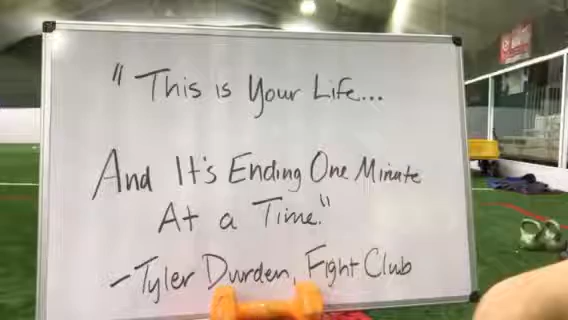 "This is Your Life...
And It's Ending One Minute
At a Time."
- Tyler Durden, Fight Club